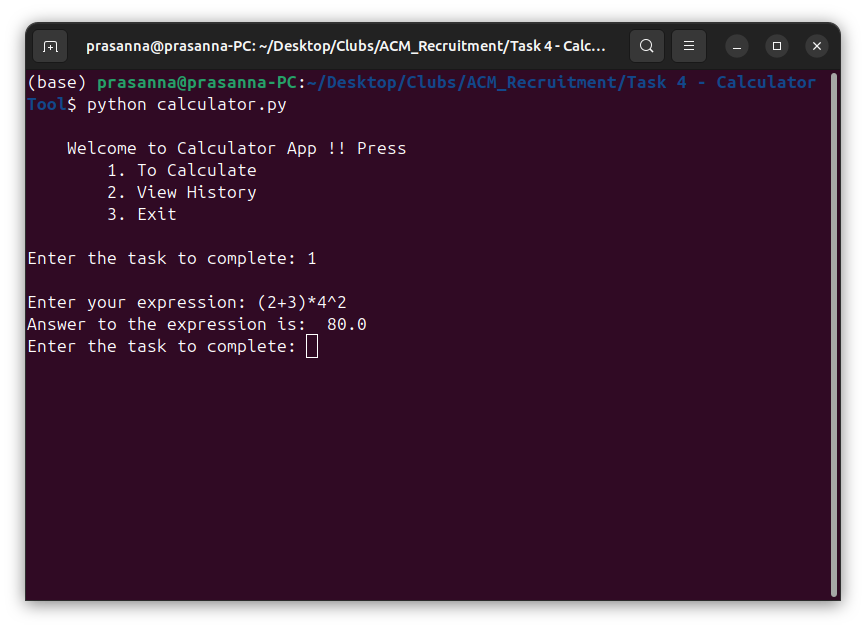 prasanna@prasanna-PC: ~/Desktop/Clubs/ACM_Recruitment/Task 4 - Calc...
(base) prasanna@prasanna-PC:~/Desktop/Clubs/ACM_Recruitment/Task 4 - Calculator
Tool$ python calculator.py
Welcome to Calculator App !! Press
1. To Calculate
2. View History
3. Exit
Enter the task to complete: 1
Enter your expression: (2+3)*4^2
Answer to the expression is:  80.0
Enter the task to complete: